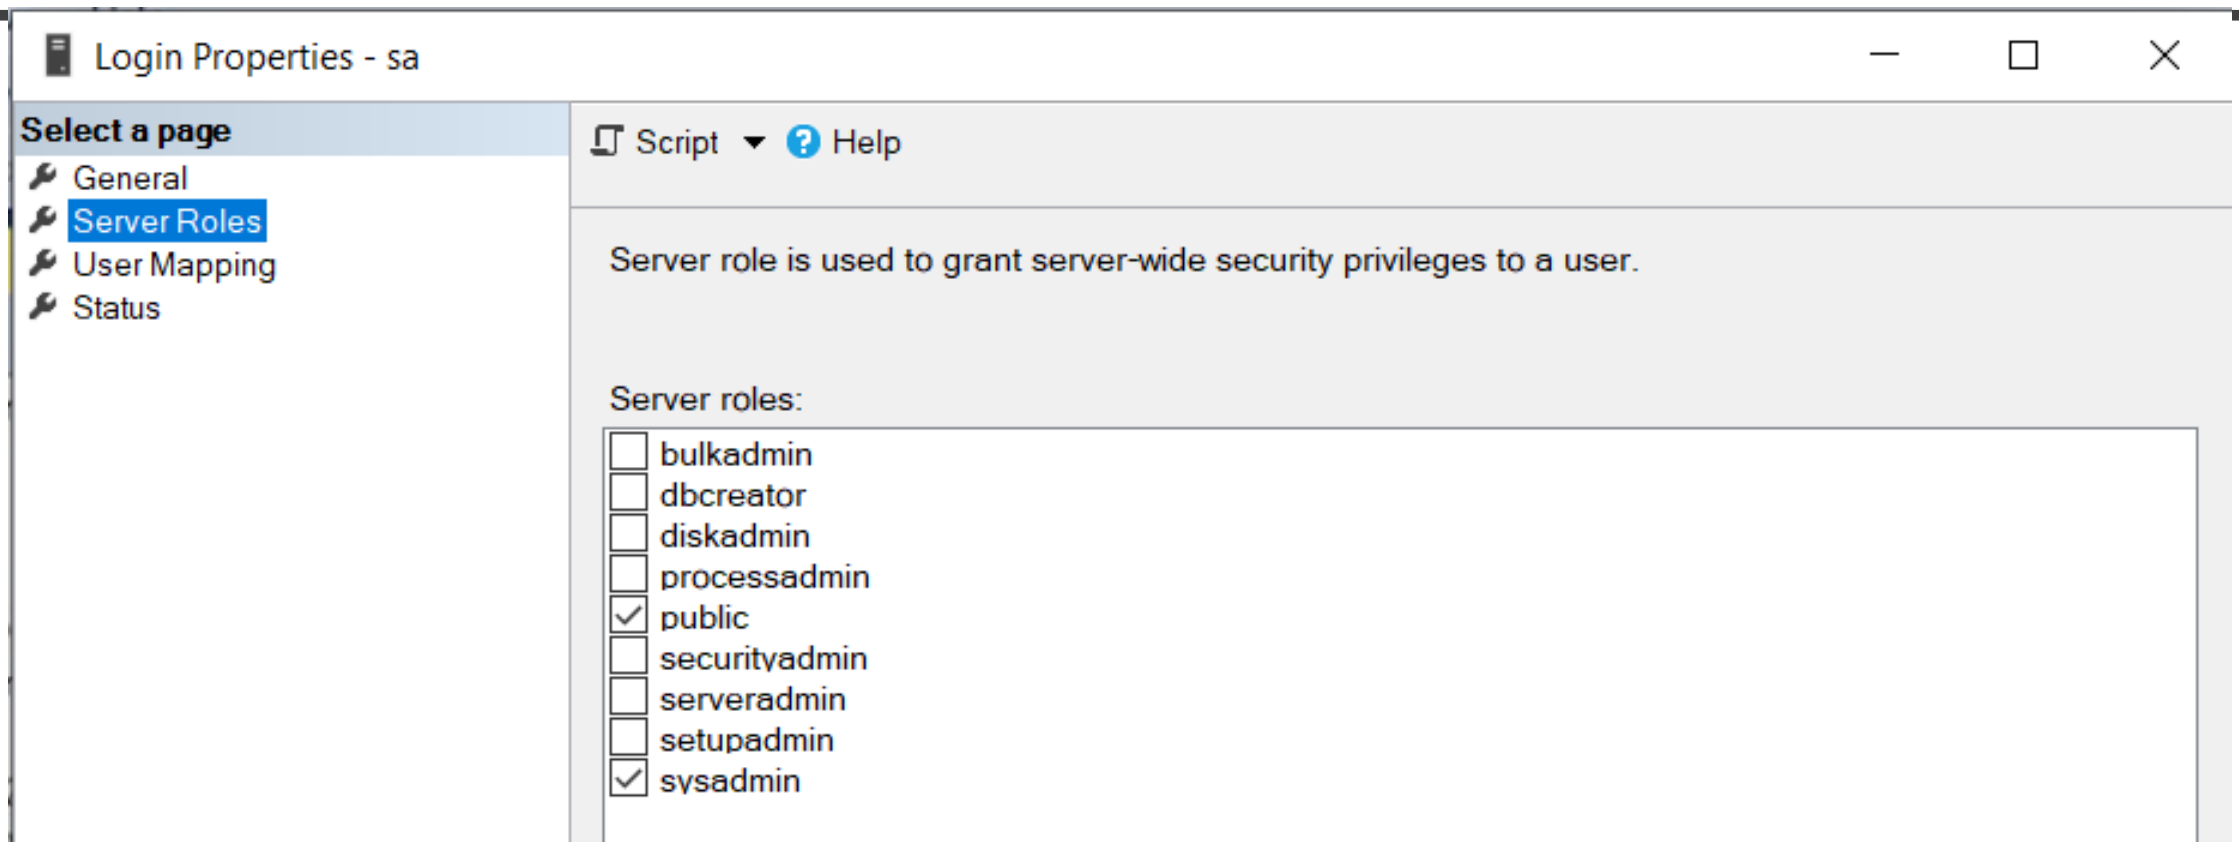 Login Properties - sa
Select a page
General
Server Roles
User Mapping
Status
Script Help
Server role is used to grant server-wide security privileges to a user.
Server roles:
bulkadmin
dbcreator
diskadmin
processadmin
public
securityadmin
serveradmin
setupadmin
sysadmin